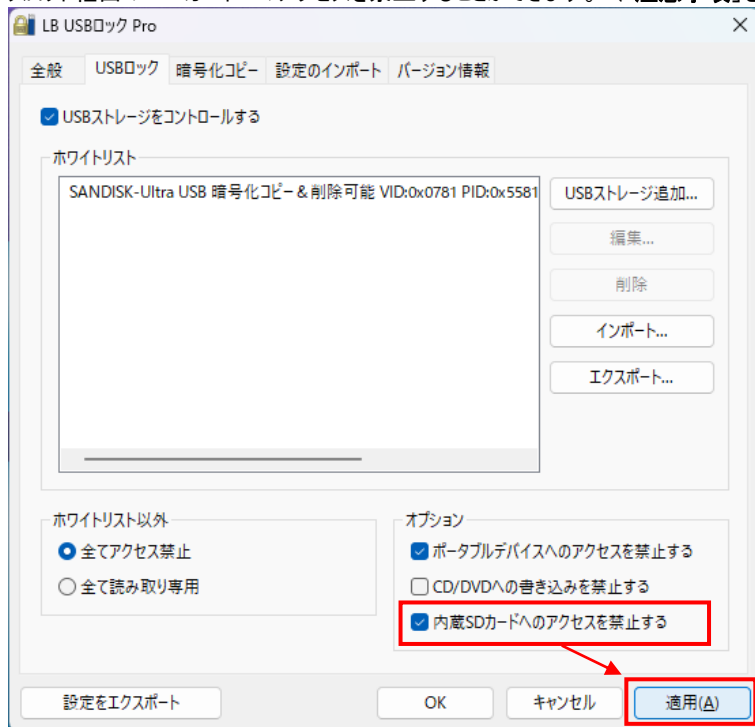 LB USBロック Pro
全般 USBロック 暗号化コピー 設定のインポート バージョン情報
USBストレージをコントロールする
ホワイトリスト
SANDISK-Ultra USB 暗号化コピー & 削除可能 VID:0x0781 PID:0x5581
USBストレージ追加...
編集...
削除
インポート...
エクスポート...
ホワイトリスト以外
全てアクセス禁止
全て読み取り専用
オプション
ポータブルデバイスへのアクセスを禁止する
CD/DVDへの書き込みを禁止する
内蔵SDカードへのアクセスを禁止する
設定をエクスポート
OK
キャンセル
適用(A)